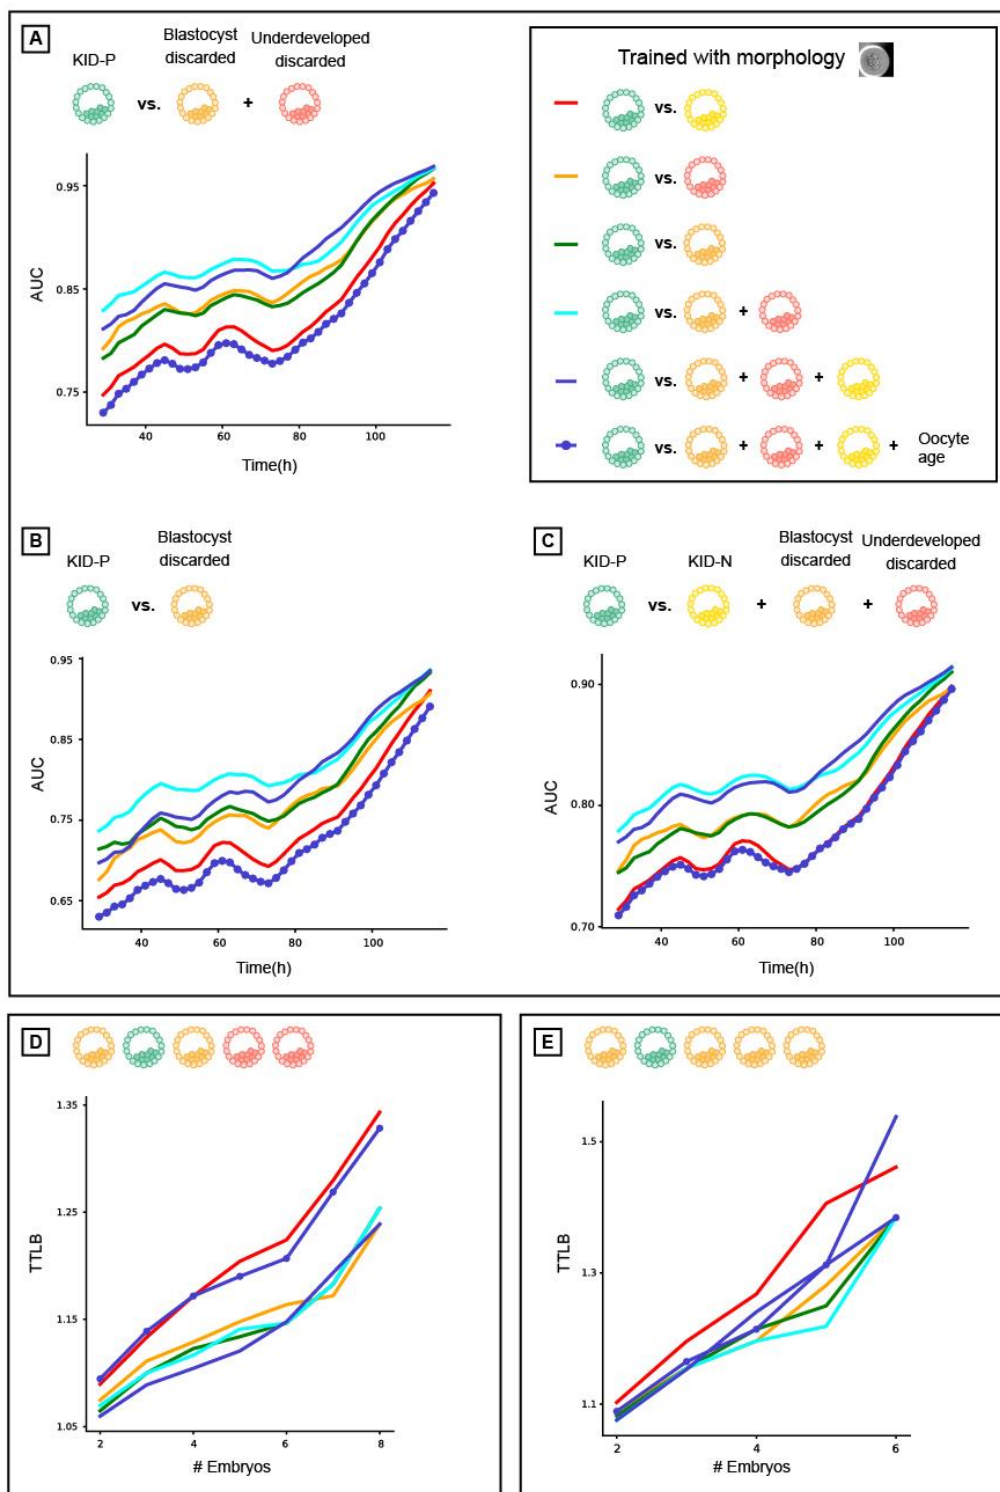 A
KID-P
Blastocyst
discarded
Underdeveloped
discarded
vs.
+
0.95
0.85
0.75
AUC
40
60
80
100
Time(h)
Trained with morphology
vs.
vs.
vs.
vs.
+
vs.
+
+
vs.
+
+
+
Oocyte
age
B
KID-P
Blastocyst
discarded
vs.
0.95
0.85
0.75
0.65
AUC
40
60
80
100
Time(h)
C
KID-P
KID-N
Blastocyst
discarded
Underdeveloped
discarded
vs.
+
+
0.90
0.80
0.70
AUC
40
60
80
100
Time(h)
D
1.35
1.25
1.15
1.05
TTLB
2
4
6
8
# Embryos
E
1.5
1.3
1.1
TTLB
2
4
6
# Embryos